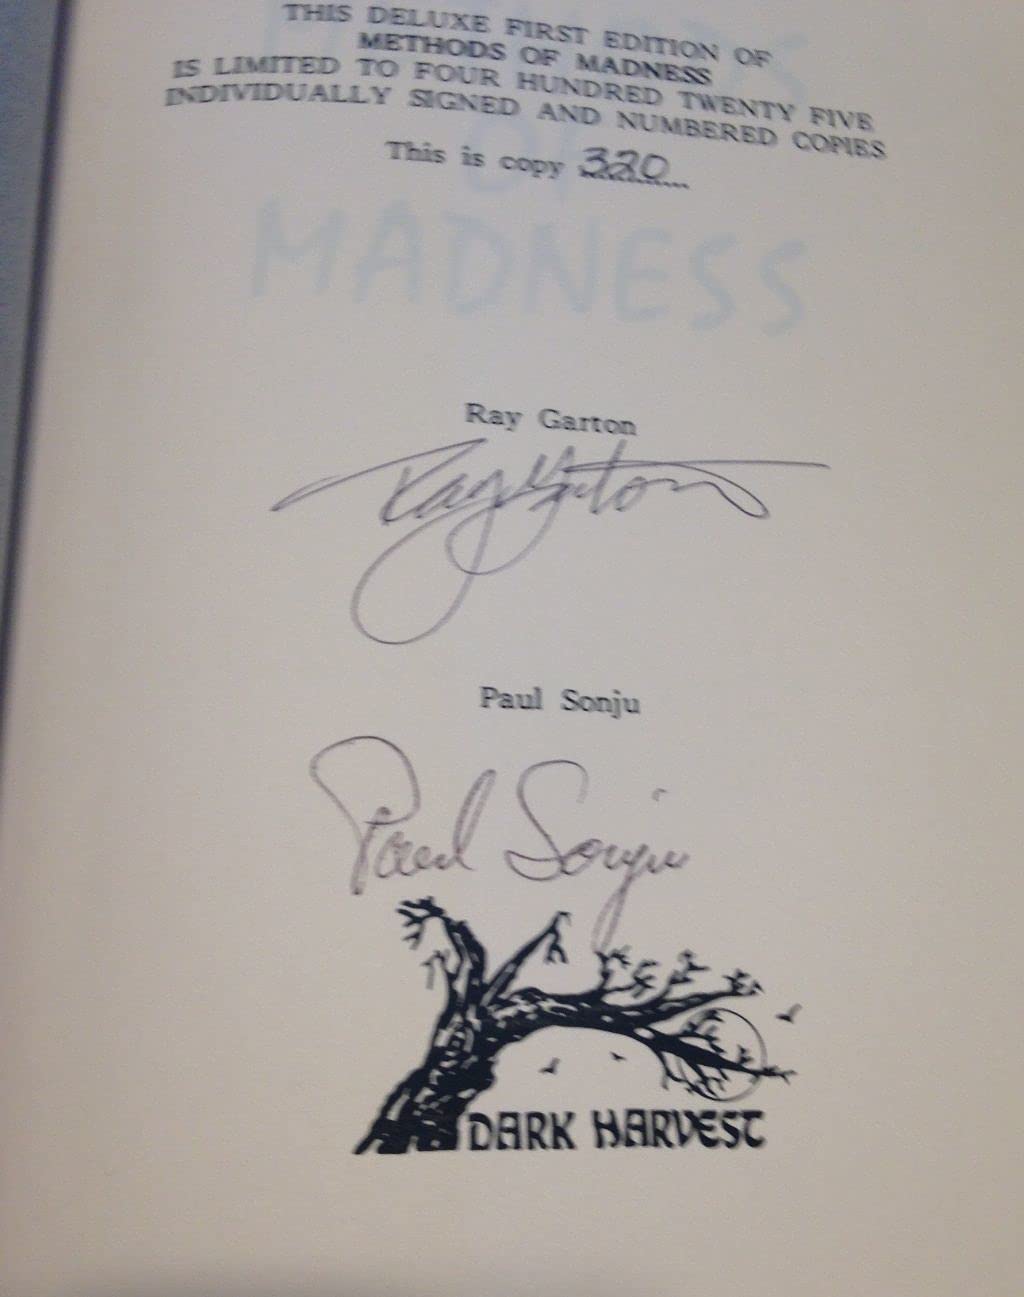 THIS DELUXE FIRST EDITION OF
METHODS OF MADNESS
IS LIMITED TO FOUR HUNDRED TWENTY FIVE
INDIVIDUALLY SIGNED AND NUMBERED COPIES
This is copy 320
MADNESS
Ray Garton
Ray Garton
Paul Sonju
Paul Sonju
DARK HARVEST